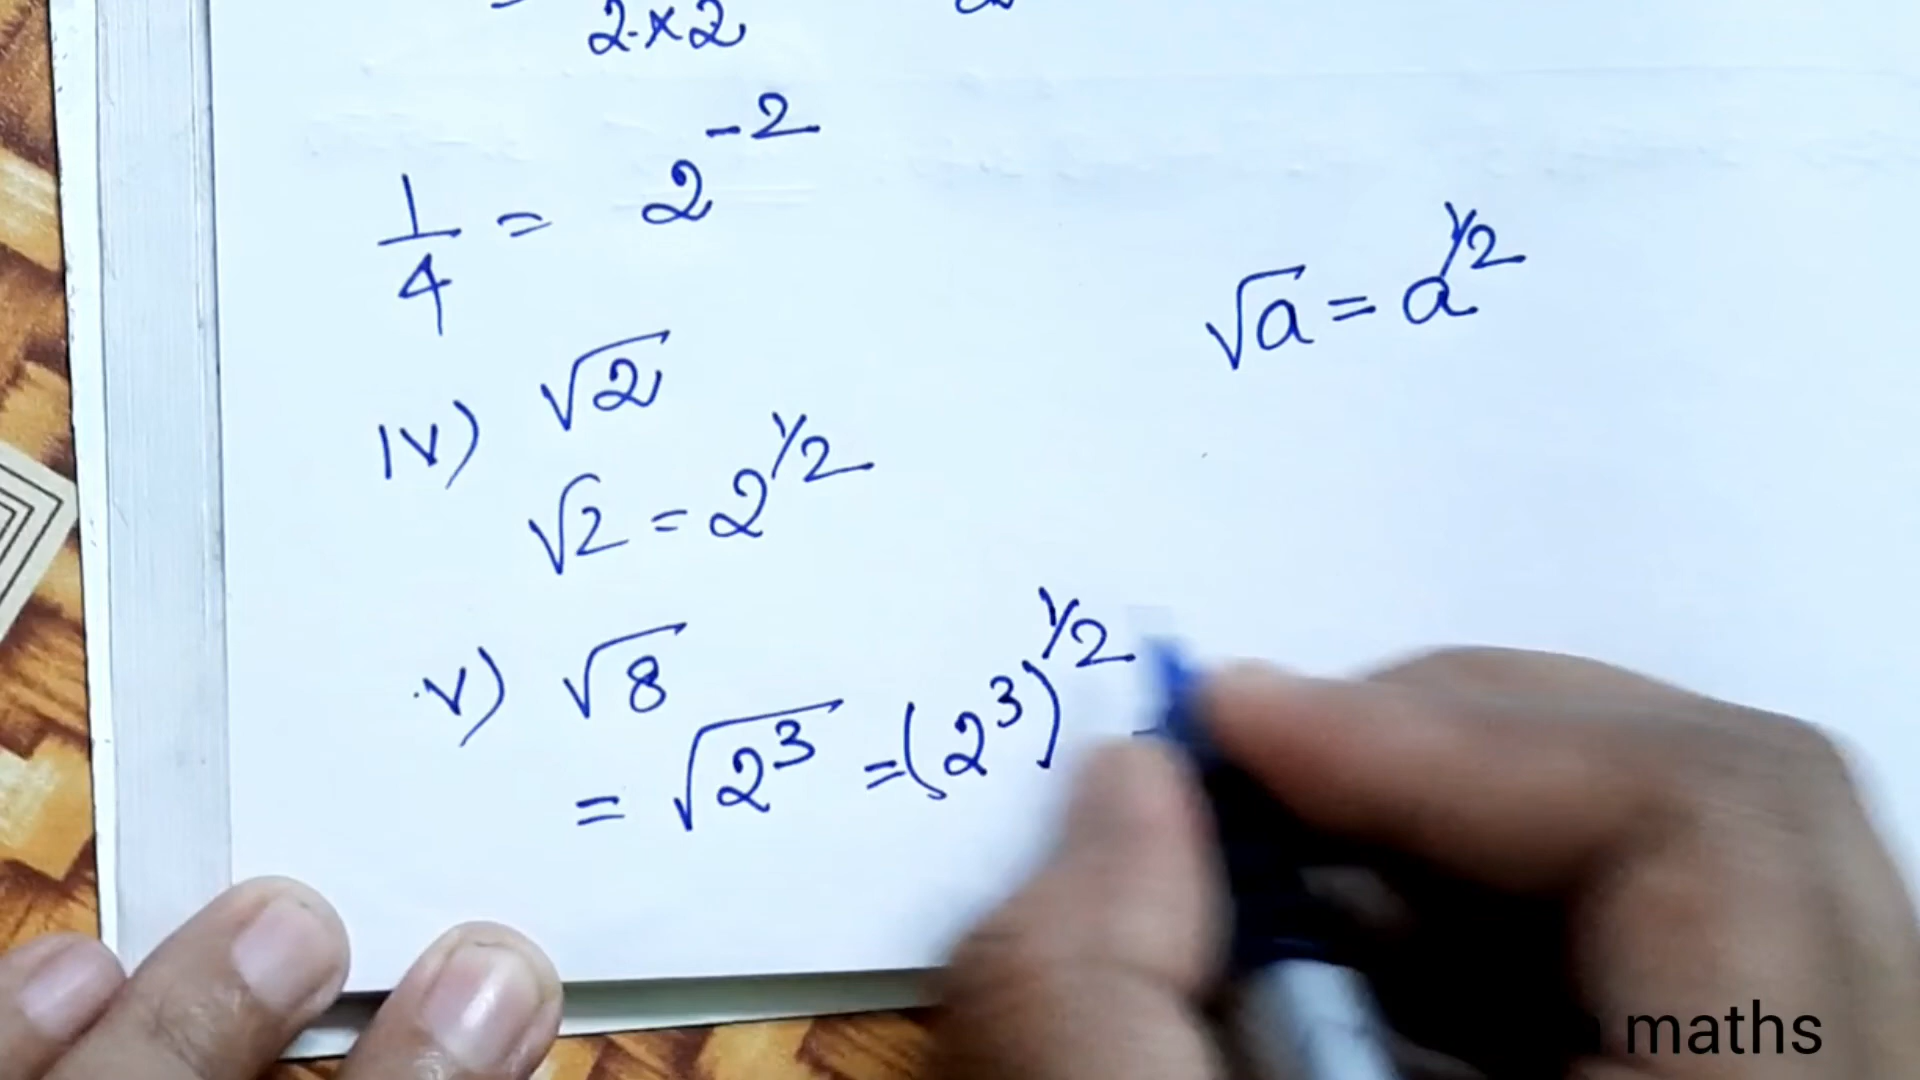 2×2
1/4 = 2^-2
√a = a^1/2
IV) √2
√2 = 2^1/2
V) √8
= √2^3 = (2^3)^1/2
maths